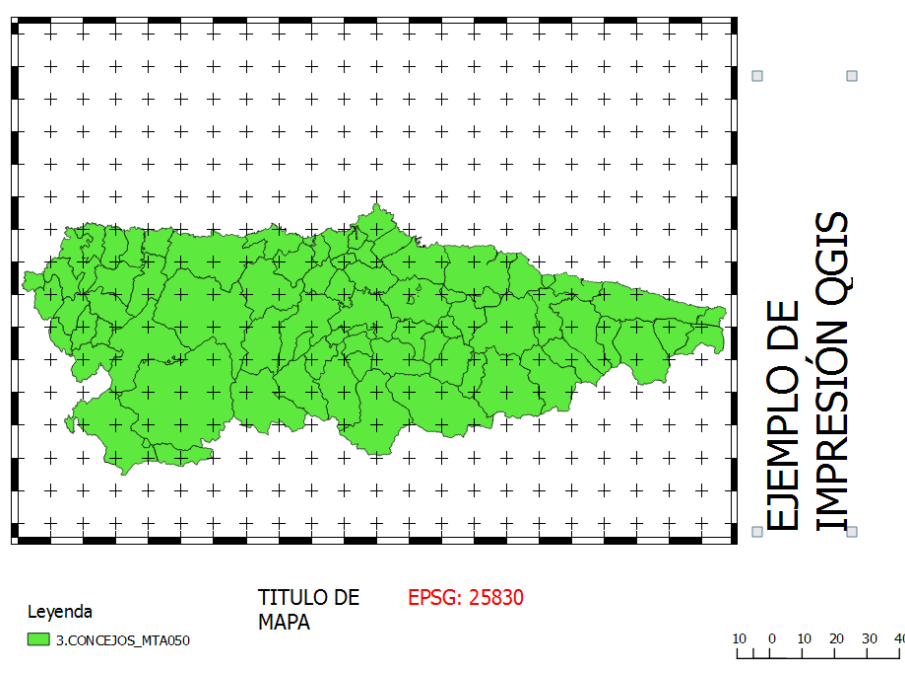 EJEMPLO DE
IMPRESIÓN QGIS
TITULO DE
MAPA
EPSG: 25830
Leyenda
3.CONCEJOS_MTA050
10 0 10 20 30 40